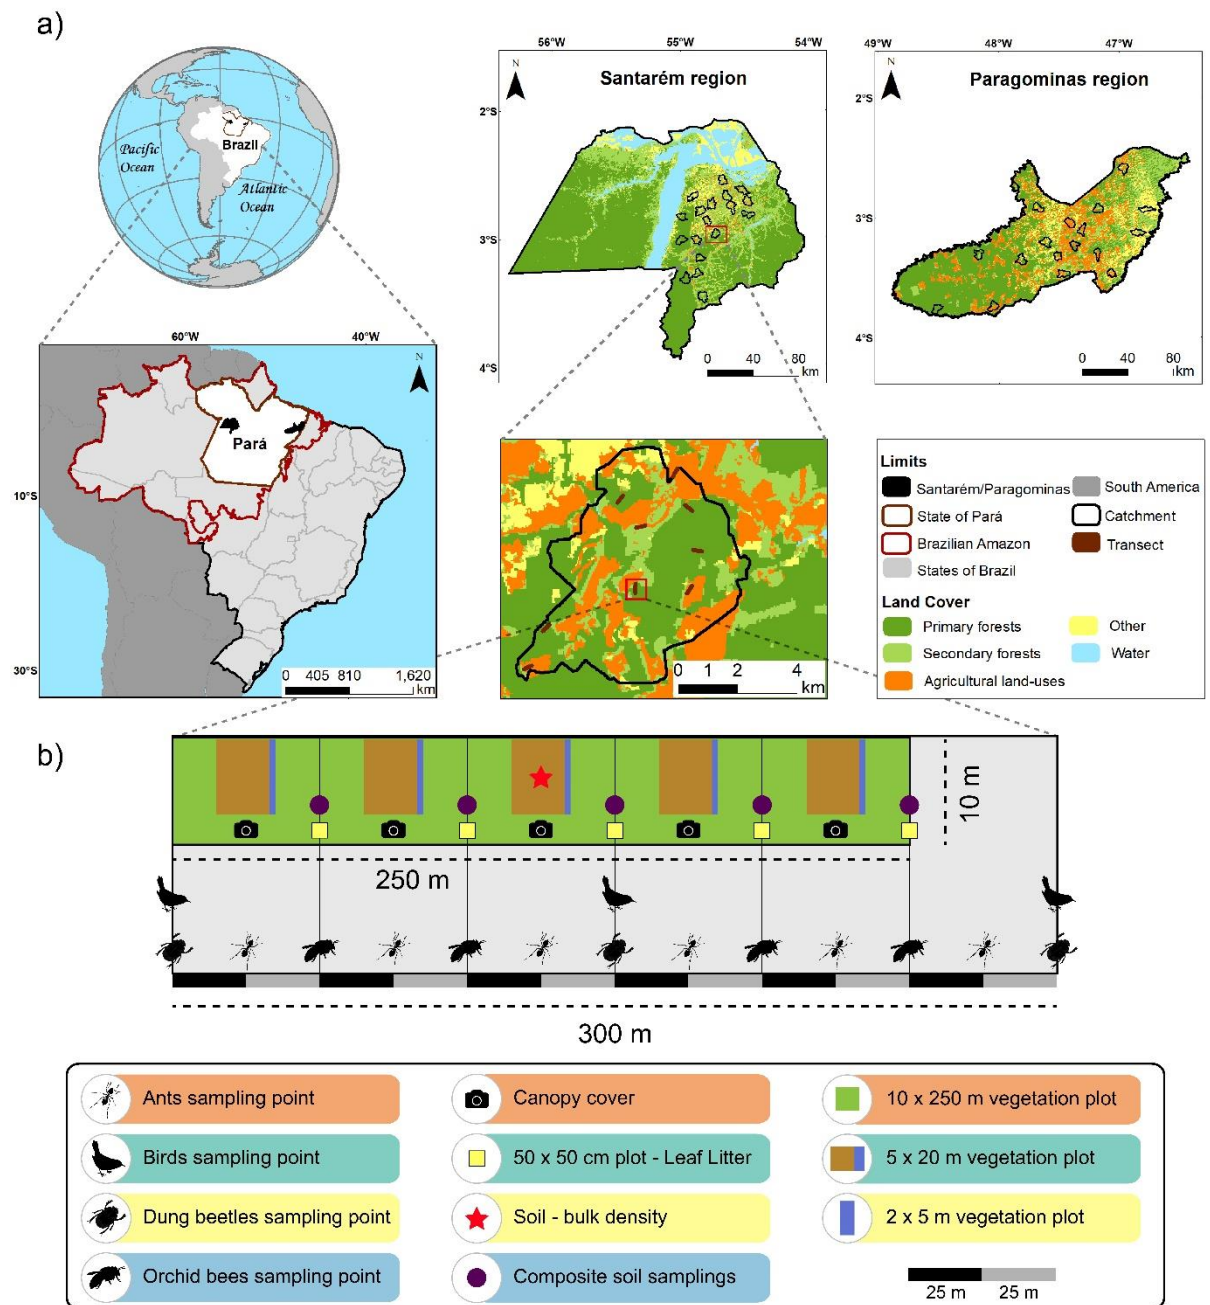 a)
Pacific
Ocean
Brazil
Atlantic
Ocean
56°W 55°W 54°W
N
Santarém region
2°S
3°S
4°S
0 40 80
km
49°W 48°W 47°W
N
Paragominas region
2°S
3°S
4°S
0 40 80
km
60°W 40°W
N
Pará
10°S
30°S
0 405 810 1,620
km
0 1 2 4
km
Limits
Santarém/Paragominas
South America
State of Pará
Catchment
Brazilian Amazon
Transect
States of Brazil
Land Cover
Primary forests
Other
Secondary forests
Water
Agricultural land-uses
b)
10 m
250 m
300 m
Ants sampling point
Canopy cover
10 x 250 m vegetation plot
Birds sampling point
50 x 50 cm plot - Leaf Litter
5 x 20 m vegetation plot
Dung beetles sampling point
Soil - bulk density
2 x 5 m vegetation plot
Orchid bees sampling point
Composite soil samplings
25 m 25 m